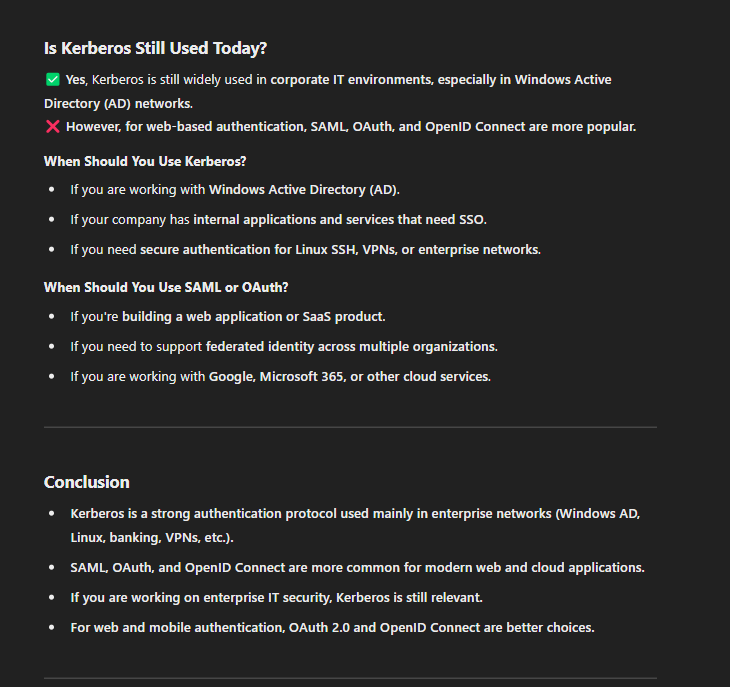 Is Kerberos Still Used Today?
✅ Yes, Kerberos is still widely used in corporate IT environments, especially in Windows Active
Directory (AD) networks.
❌ However, for web-based authentication, SAML, OAuth, and OpenID Connect are more popular.
When Should You Use Kerberos?
• If you are working with Windows Active Directory (AD).
• If your company has internal applications and services that need SSO.
• If you need secure authentication for Linux SSH, VPNs, or enterprise networks.
When Should You Use SAML or OAuth?
• If you're building a web application or SaaS product.
• If you need to support federated identity across multiple organizations.
• If you are working with Google, Microsoft 365, or other cloud services.
Conclusion
• Kerberos is a strong authentication protocol used mainly in enterprise networks (Windows AD,
Linux, banking, VPNs, etc.).
• SAML, OAuth, and OpenID Connect are more common for modern web and cloud applications.
• If you are working on enterprise IT security, Kerberos is still relevant.
• For web and mobile authentication, OAuth 2.0 and OpenID Connect are better choices.